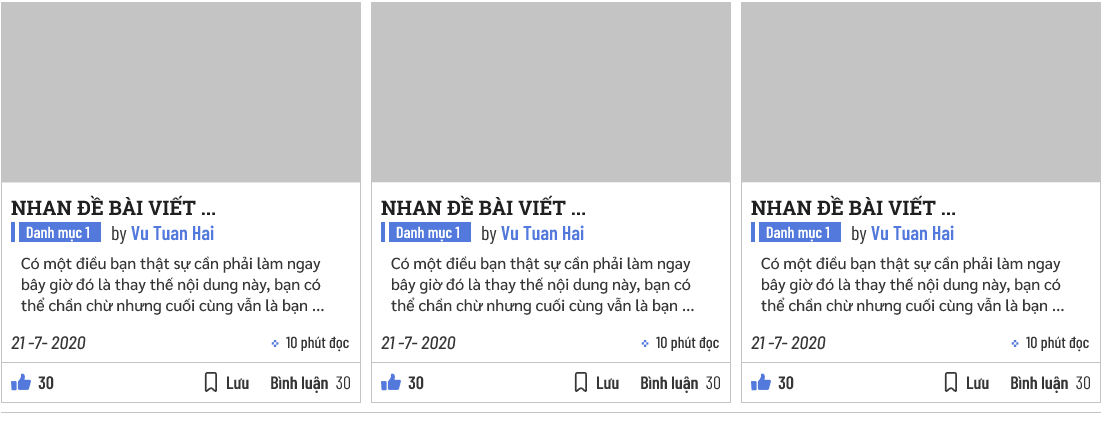 NHAN ĐỀ BÀI VIẾT ...
Danh mục 1 by Vu Tuan Hai
Có một điều bạn thật sự cần phải làm ngay
bây giờ đó là thay thế nội dung này, bạn có
thể chần chừ nhưng cuối cùng vẫn là bạn ...
21 -7- 2020 10 phút đọc
30 Lưu Bình luận 30
NHAN ĐỀ BÀI VIẾT ...
Danh mục 1 by Vu Tuan Hai
Có một điều bạn thật sự cần phải làm ngay
bây giờ đó là thay thế nội dung này, bạn có
thể chần chừ nhưng cuối cùng vẫn là bạn ...
21 -7- 2020 10 phút đọc
30 Lưu Bình luận 30
NHAN ĐỀ BÀI VIẾT ...
Danh mục 1 by Vu Tuan Hai
Có một điều bạn thật sự cần phải làm ngay
bây giờ đó là thay thế nội dung này, bạn có
thể chần chừ nhưng cuối cùng vẫn là bạn ...
21 -7- 2020 10 phút đọc
30 Lưu Bình luận 30